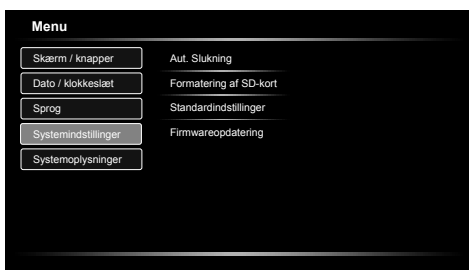 Menu
Skærm / knapper
Dato / klokkeslæt
Sprog
Systemindstillinger
Systemoplysninger
Aut. Slukning
Formatering af SD-kort
Standardindstillinger
Firmwareopdatering